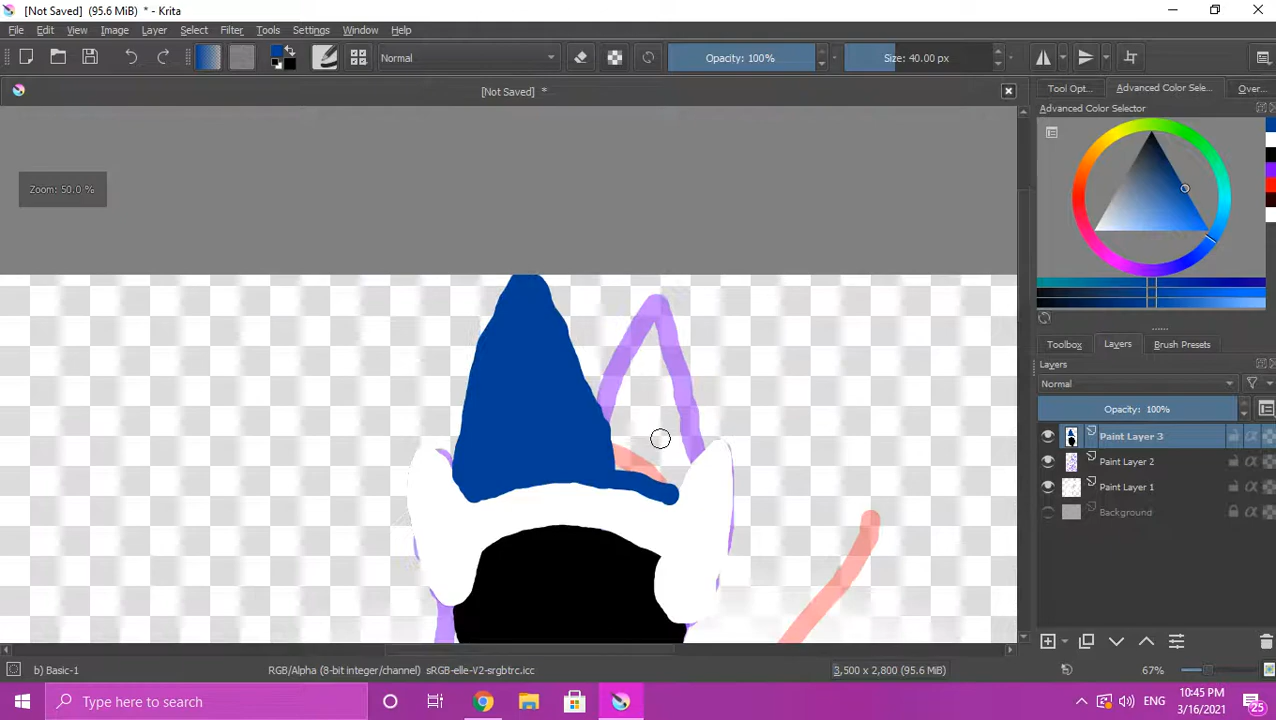 [Not Saved] (95.6 MiB) * - Krita
File Edit View Image Layer Select Filter Tools Settings Window Help
Normal Opacity: 100% Size: 40.00 px
[Not Saved] *
Tool Opt... Advanced Color Sele... Over...
Advanced Color Selector
Zoom: 50.0 %
Toolbox Layers Brush Presets
Layers
Normal
Opacity: 100%
Paint Layer 3
Paint Layer 2
Paint Layer 1
Background
b) Basic-1 RGB/Alpha (8-bit integer/channel) sRGB-elle-V2-srgbtrc.icc 3,500 x 2,800 (95.6 MiB) 67%
Type here to search ENG 10:45 PM
3/16/2021 25